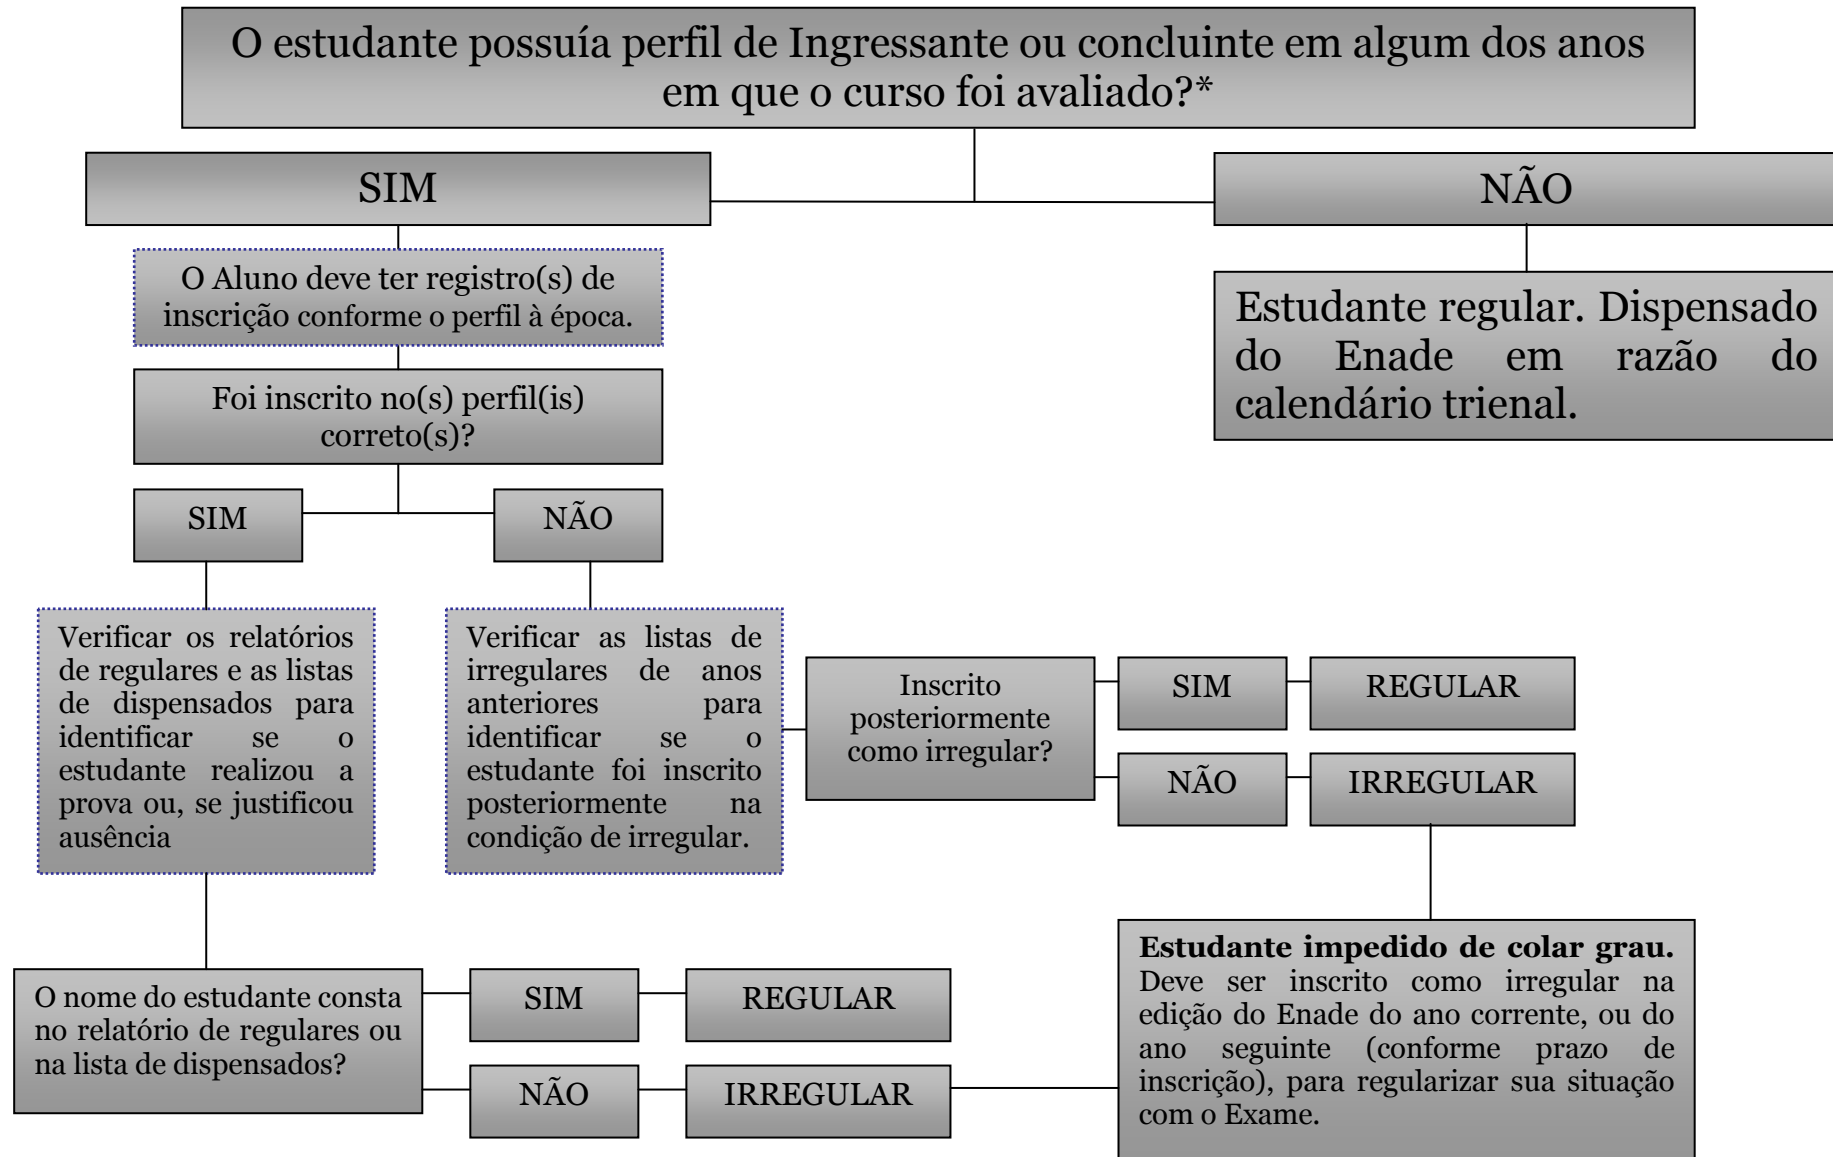 O estudante possuía perfil de Ingressante ou concluinte em algum dos anos
em que o curso foi avaliado?*
SIM
NÃO
O Aluno deve ter registro(s) de
inscrição conforme o perfil à época.
Estudante regular. Dispensado
do Enade em razão do
calendário trienal.
Foi inscrito no(s) perfil(is)
correto(s)?
SIM
NÃO
Verificar os relatórios
de regulares e as listas
de dispensados para
identificar se o
estudante realizou a
prova ou, se justificou
ausência
Verificar as listas de
irregulares de anos
anteriores para
identificar se o
estudante foi inscrito
posteriormente na
condição de irregular.
Inscrito
posteriormente
como irregular?
SIM
REGULAR
NÃO
IRREGULAR
O nome do estudante consta
no relatório de regulares ou
na lista de dispensados?
SIM
REGULAR
NÃO
IRREGULAR
Estudante impedido de colar grau.
Deve ser inscrito como irregular na
edição do Enade do ano corrente, ou do
ano seguinte (conforme prazo de
inscrição), para regularizar sua situação
com o Exame.